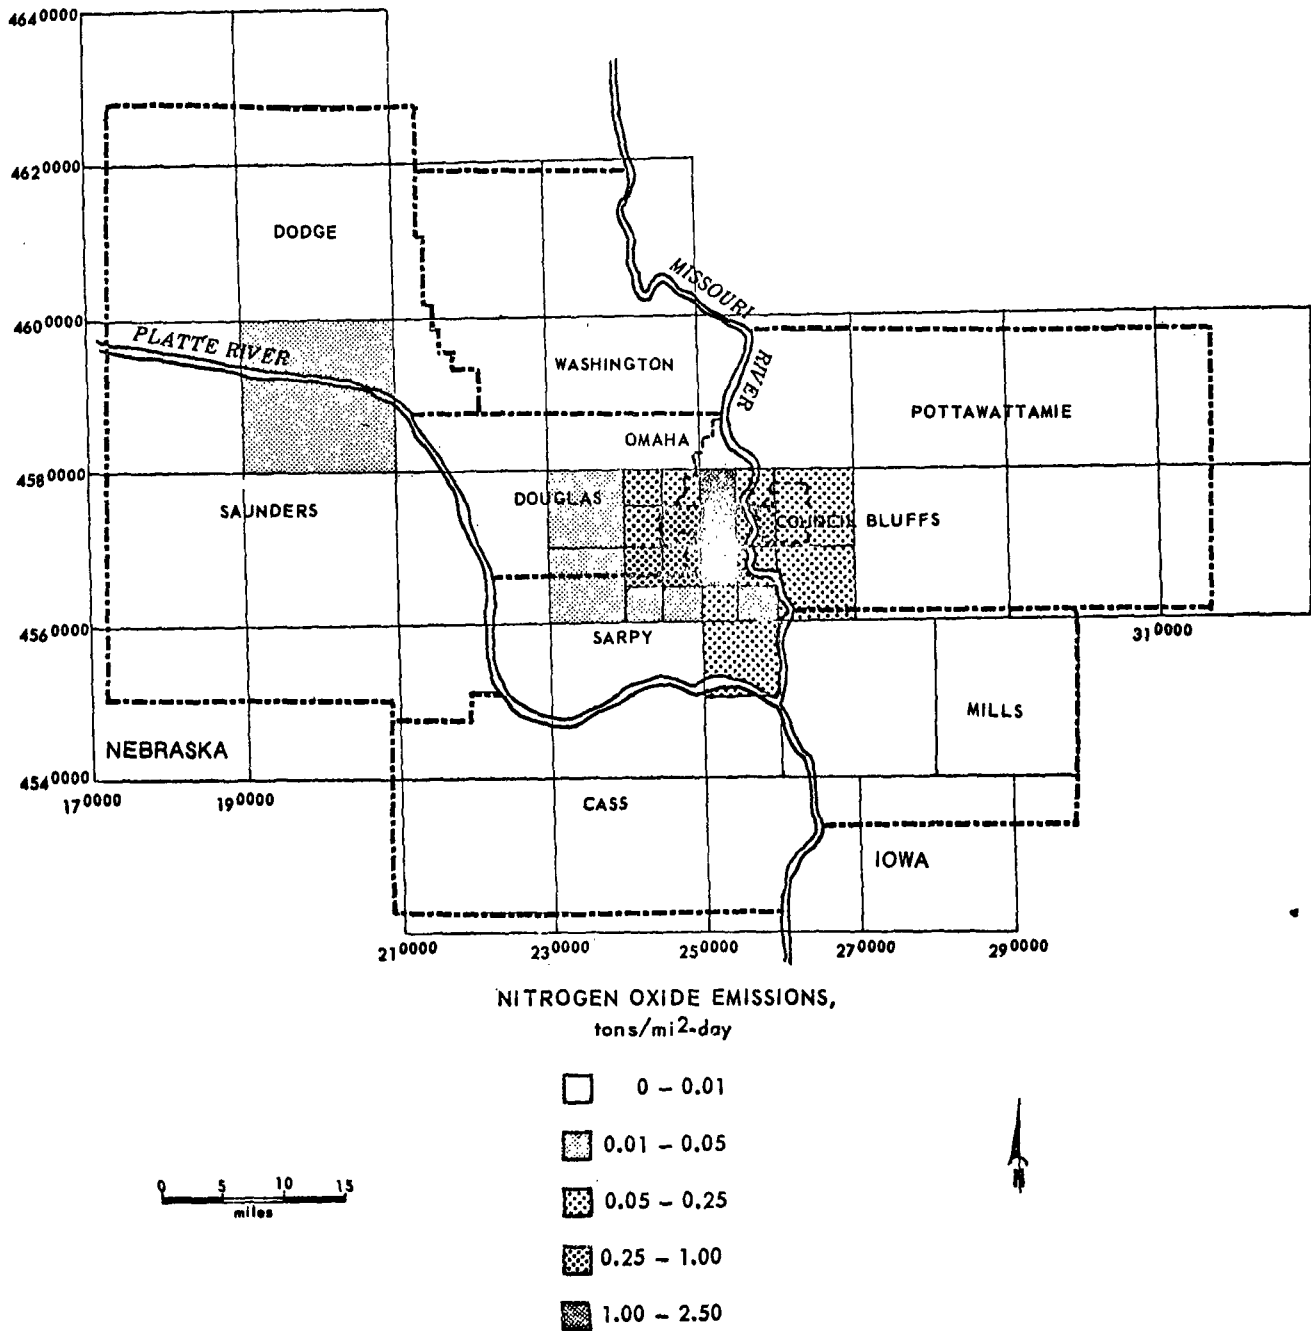 4640000
4620000
DODGE
MISSOURI
RIVER
4600000
PLATTE RIVER
WASHINGTON
POTTAWATTAMIE
OMAHA
4580000
DOUGLAS
SAUNDERS
COUNCIL BLUFFS
4560000
SARPY
310000
MILLS
NEBRASKA
4540000
170000
190000
CASS
IOWA
210000
230000
250000
270000
290000
NITROGEN OXIDE EMISSIONS,
tons/mi2-day
0 – 0.01
0.01 – 0.05
0.05 – 0.25
0.25 – 1.00
1.00 – 2.50
0 5 10 15
miles
N